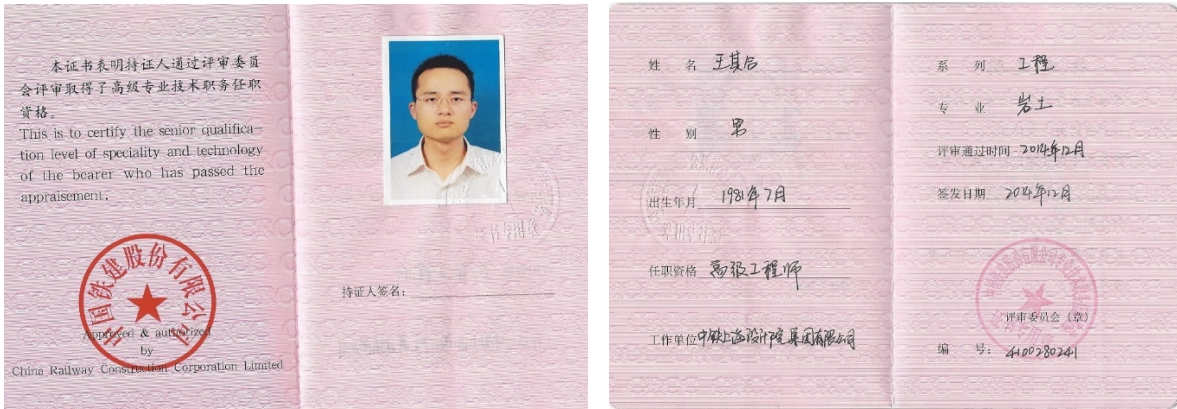 本证书表明持证人通过评审委员
会评审取得了高级专业技术职务任职
资格。
This is to certify the senior qualifica-
tion level of speciality and technology
of the bearer who has passed the
appraisement.
中国铁建股份有限公司
Approved & authorized
by
China Railway Construction Corporation Limited
持证人签名:
姓 名 王其合
性 别 男
出生年月 1981年7月
任职资格 高级工程师
工作单位 中铁上海设计院集团有限公司
系 列 工程
专 业 岩土
评审通过时间 2014年12月
签发日期 2014年12月
评审委员会(章)
编 号: 4100280241